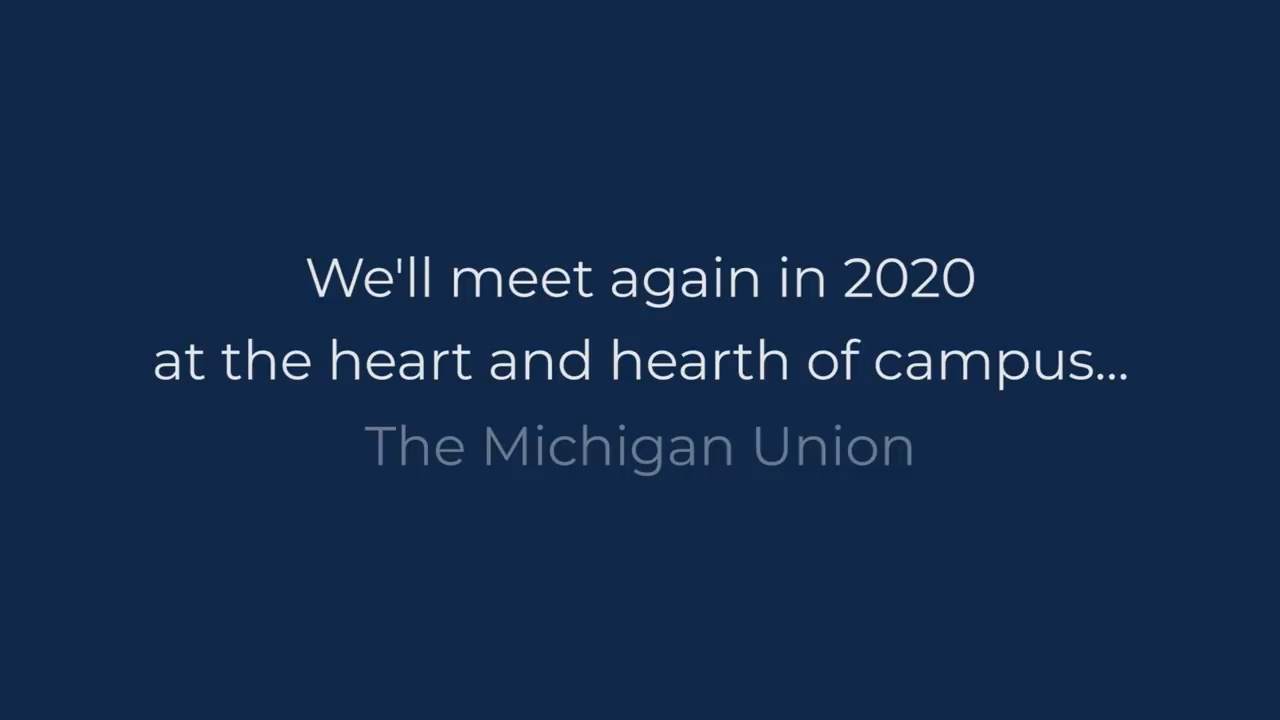 We'll meet again in 2020
at the heart and hearth of campus...
The Michigan Union